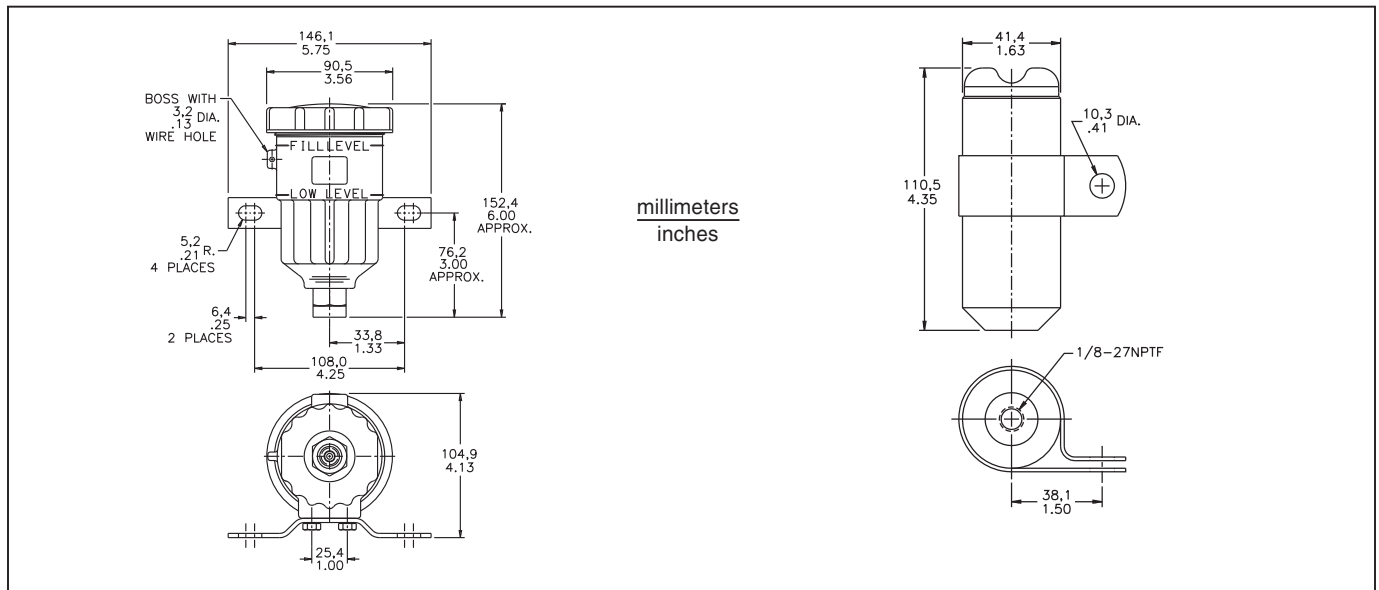 146,1
5.75
90,5
3.56
BOSS WITH
3,2 DIA.
.13
WIRE HOLE
FILL LEVEL
LOW LEVEL
152,4
6.00
APPROX.
76,2
3.00
APPROX.
5,2 R.
.21
4 PLACES
6,4
.25
2 PLACES
33,8
1.33
108,0
4.25
104,9
4.13
25,4
1.00
millimeters
inches
41,4
1.63
10,3 DIA.
.41
110,5
4.35
1/8-27NPTF
38,1
1.50